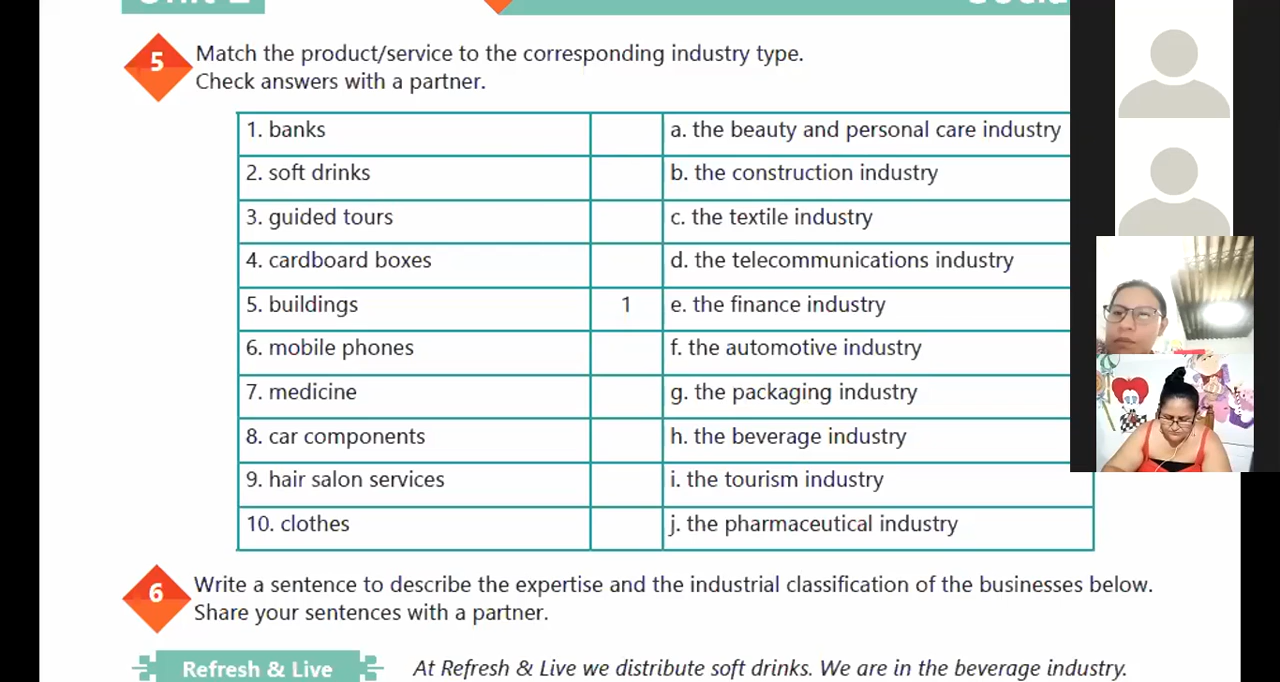 5 Match the product/service to the corresponding industry type.
Check answers with a partner.
1. banks a. the beauty and personal care industry
2. soft drinks b. the construction industry
3. guided tours c. the textile industry
4. cardboard boxes d. the telecommunications industry
5. buildings 1 e. the finance industry
6. mobile phones f. the automotive industry
7. medicine g. the packaging industry
8. car components h. the beverage industry
9. hair salon services i. the tourism industry
10. clothes j. the pharmaceutical industry
6 Write a sentence to describe the expertise and the industrial classification of the businesses below.
Share your sentences with a partner.
Refresh & Live At Refresh & Live we distribute soft drinks. We are in the beverage industry.